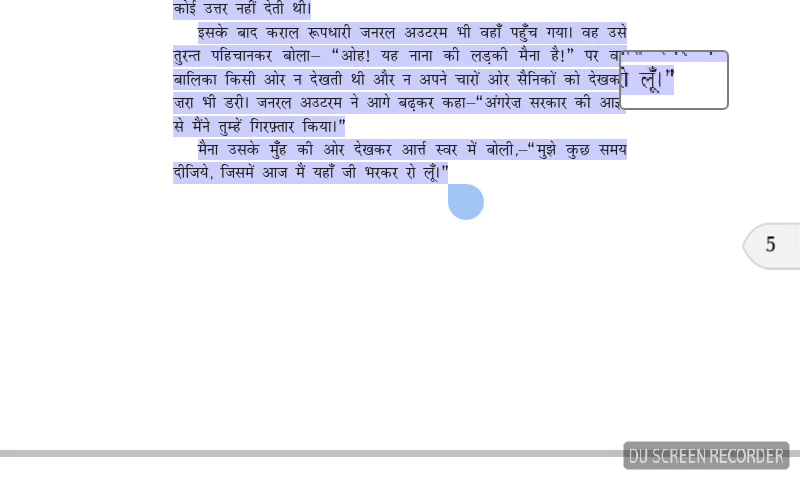 कोई उत्तर नहीं देती थी।
इसके बाद कराल रूपधारी जनरल अउटरम भी वहाँ पहुँच गया। वह उसे
तुरन्त पहिचानकर बोला– “ओह! यह नाना की लड़की मैना है!” पर
बालिका किसी ओर न देखती थी और न अपने चारों ओर सैनिकों को
जरा भी डरी। जनरल अउटरम ने आगे बढ़कर कहा–“अंगरेज़ सरकार की
से मैंने तुम्हें गिरफ़्तार किया।”
मैना उसके मुँह की ओर देखकर आर्त्त स्वर में बोली,–“मुझे कुछ समय
दीजिये, जिसमें आज मैं यहाँ जी भरकर रो लूँ।”
लूँ।”
5
DU SCREEN RECORDER